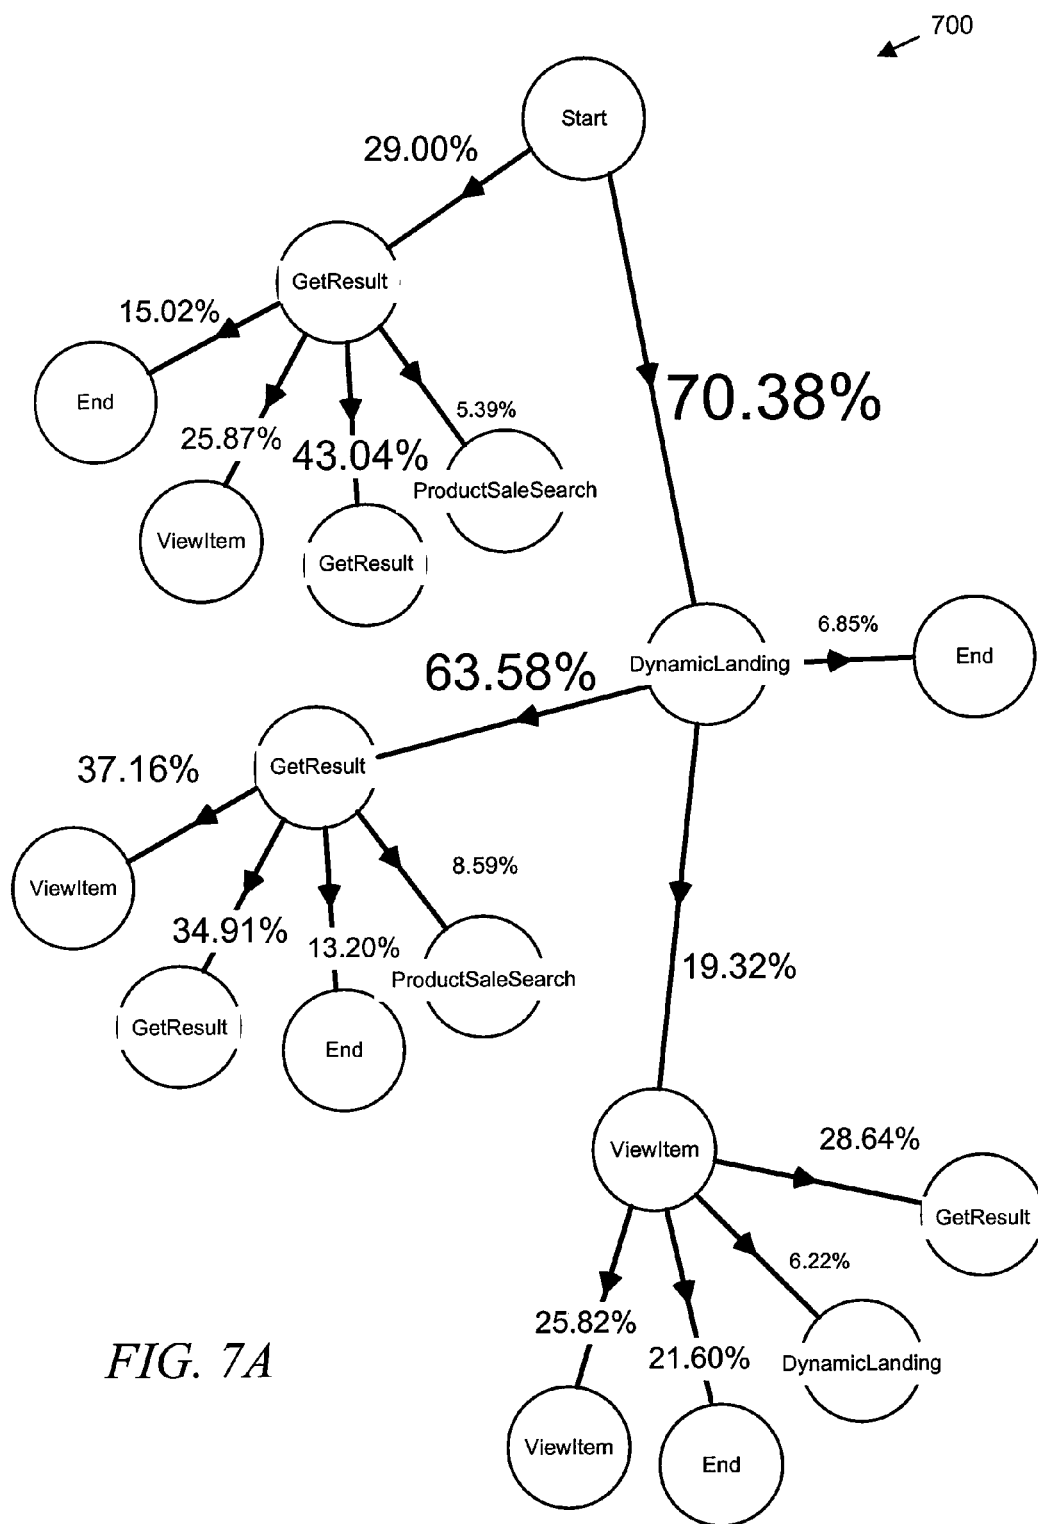 700
Start
29.00%
GetResult
15.02%
70.38%
End
5.39%
25.87%
43.04%
ProductSaleSearch
ViewItem
GetResult
6.85%
DynamicLanding
End
63.58%
GetResult
37.16%
8.59%
ViewItem
34.91%
13.20%
19.32%
ProductSaleSearch
GetResult
End
28.64%
ViewItem
GetResult
6.22%
25.82%
21.60%
DynamicLanding
FIG. 7A
ViewItem
End